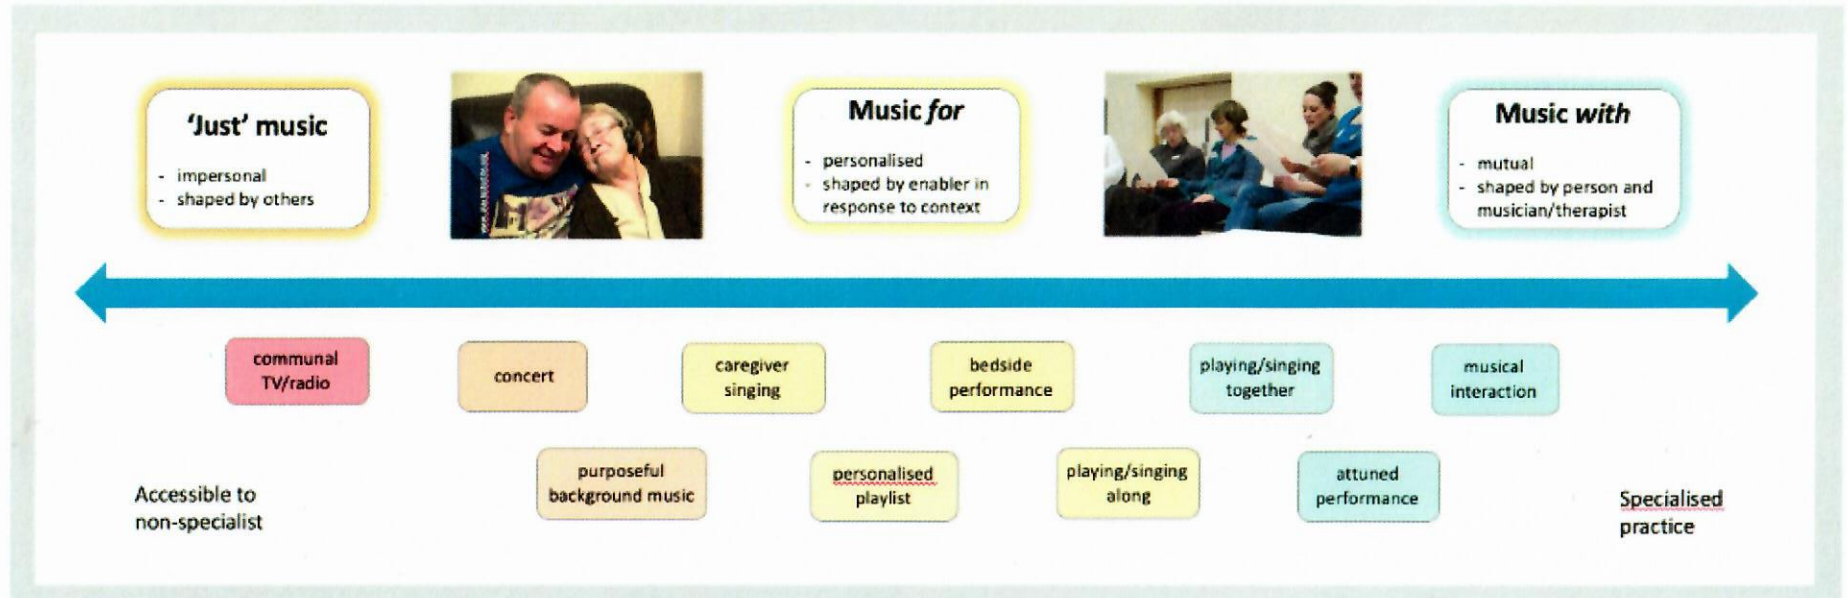 'Just' music
- impersonal
- shaped by others
Music for
- personalised
- shaped by enabler in
response to context
Music with
- mutual
- shaped by person and
musician/therapist
communal
TV/radio
concert
caregiver
singing
bedside
performance
playing/singing
together
musical
interaction
purposeful
background music
personalised
playlist
playing/singing
along
attuned
performance
Accessible to
non-specialist
Specialised
practice